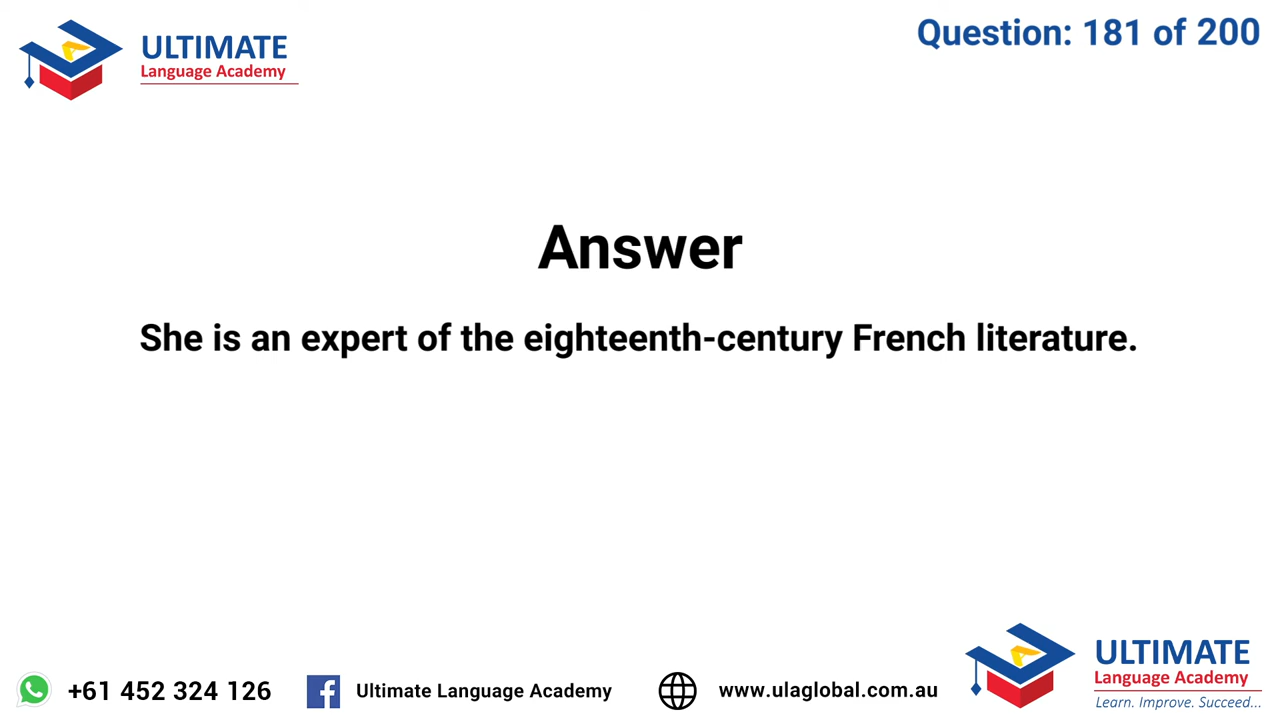 ULTIMATE
Language Academy
Question: 181 of 200
Answer
She is an expert of the eighteenth-century French literature.
+61 452 324 126
Ultimate Language Academy
www.ulaglobal.com.au
ULTIMATE
Language Academy
Learn. Improve. Succeed...